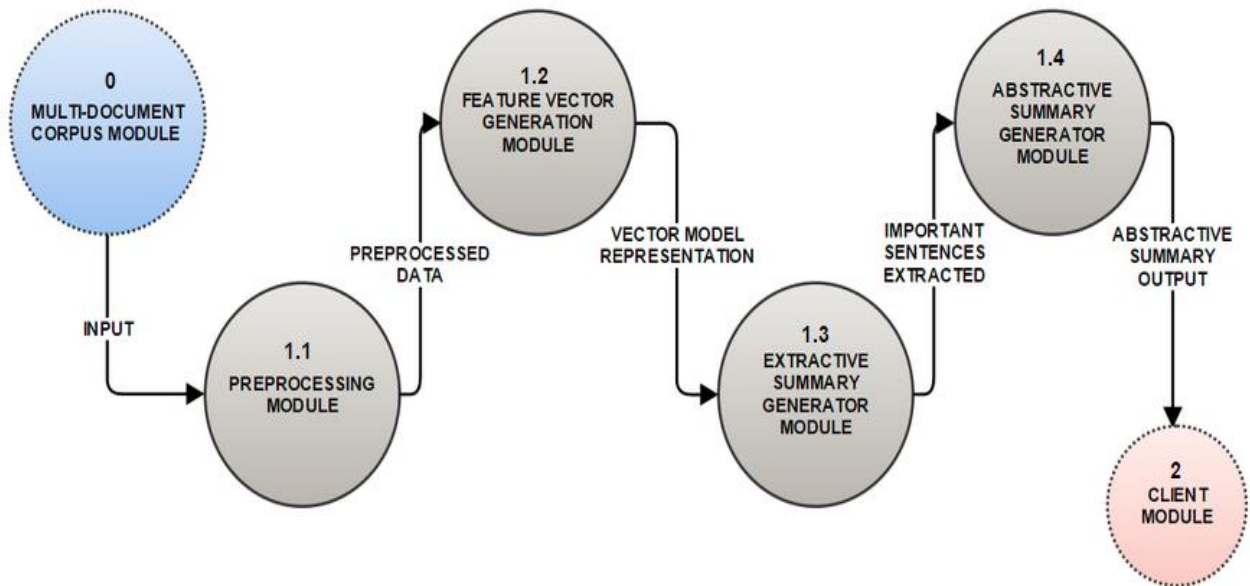 0
MULTI-DOCUMENT
CORPUS MODULE
INPUT
1.1
PREPROCESSING
MODULE
PREPROCESSED
DATA
1.2
FEATURE VECTOR
GENERATION
MODULE
VECTOR MODEL
REPRESENTATION
1.3
EXTRACTIVE
SUMMARY
GENERATOR
MODULE
IMPORTANT
SENTENCES
EXTRACTED
1.4
ABSTRACTIVE
SUMMARY
GENERATOR
MODULE
ABSTRACTIVE
SUMMARY
OUTPUT
2
CLIENT
MODULE